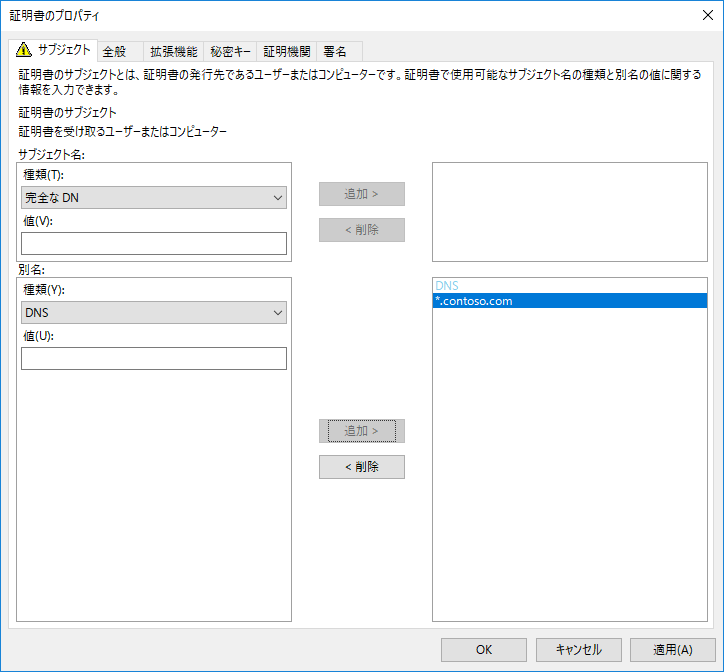 証明書のプロパティ
サブジェクト
全般
拡張機能
秘密キー
証明機関
署名
証明書のサブジェクトとは、証明書の発行先であるユーザーまたはコンピューターです。証明書で使用可能なサブジェクト名の種類と別名の値に関する
情報を入力できます。
証明書のサブジェクト
証明書を受け取るユーザーまたはコンピューター
サブジェクト名:
種類(T):
完全な DN
値(V):
追加 >
< 削除
別名:
種類(Y):
DNS
値(U):
追加 >
< 削除
DNS
*.contoso.com
OK
キャンセル
適用(A)